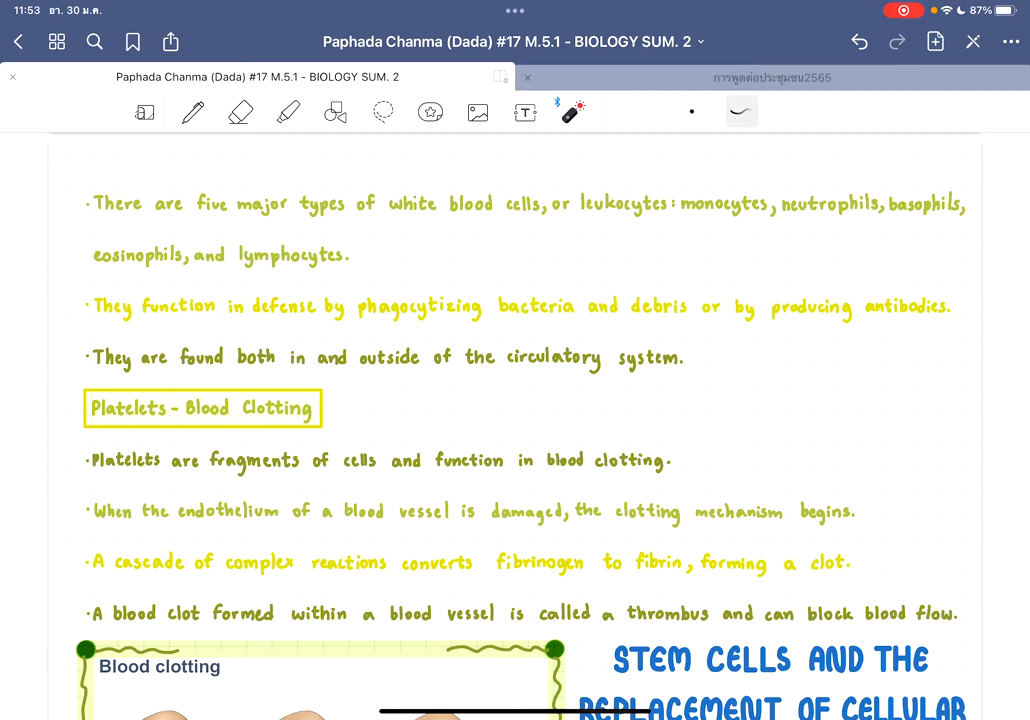 11:53 อา. 30 ม.ค.
87%
Paphada Chanma (Dada) #17 M.5.1 - BIOLOGY SUM. 2
Paphada Chanma (Dada) #17 M.5.1 - BIOLOGY SUM. 2
การพูดต่อประชุมชน2565
T
·There are five major types of white blood cells, or leukocytes: monocytes, neutrophils, basophils,
eosinophils, and lymphocytes.
·They function in defense by phagocytizing bacteria and debris or by producing antibodies.
·They are found both in and outside of the circulatory system.
Platelets - Blood Clotting
·Platelets are fragments of cells and function in blood clotting.
·When the endothelium of a blood vessel is damaged, the clotting mechanism begins.
·A cascade of complex reactions converts fibrinogen to fibrin, forming a clot.
·A blood clot formed within a blood vessel is called a thrombus and can block blood flow.
Blood clotting
STEM CELLS AND THE
REPLACEMENT OF CELLULAR